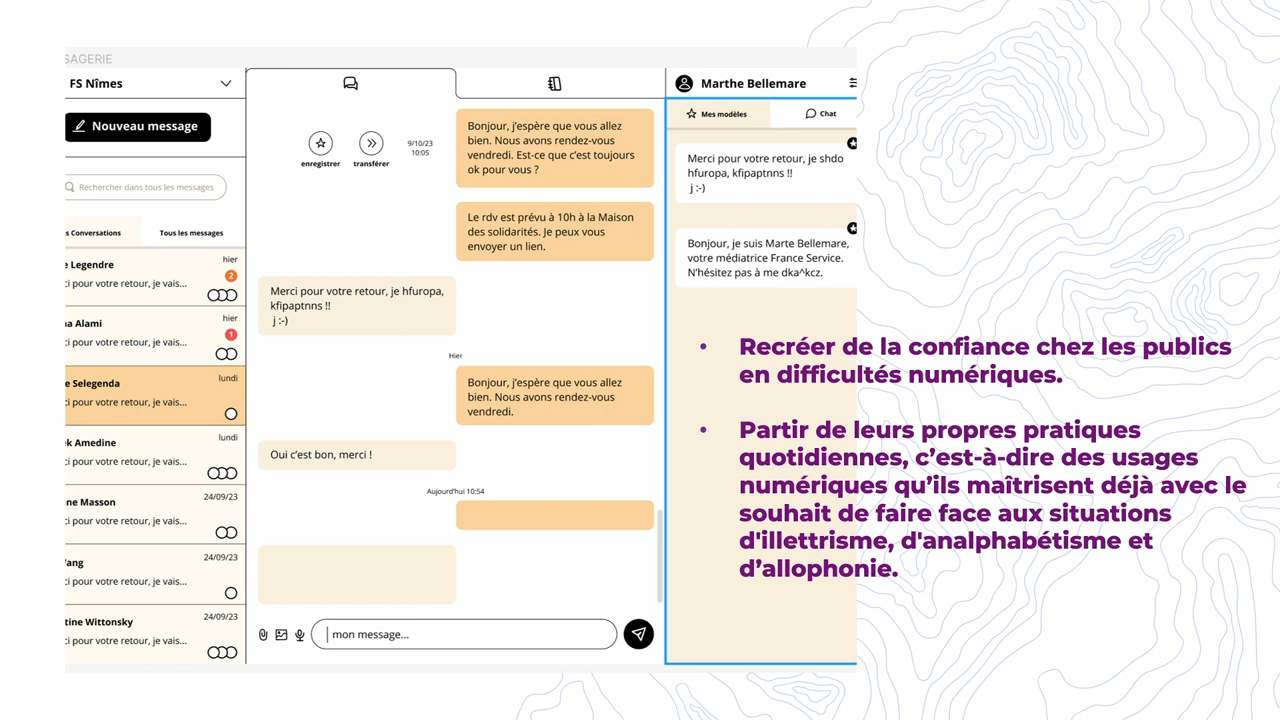 SAGERIE
FS Nîmes
Nouveau message
Rechercher dans tous les messages
s Conversations
Tous les messages
e Legendre
hier
2
ci pour votre retour, je vais...
na Alami
hier
1
ci pour votre retour, je vais...
e Selegenda
lundi
ci pour votre retour, je vais...
ek Amedine
lundi
ci pour votre retour, je vais...
ne Masson
24/09/23
ci pour votre retour, je vais...
Pang
24/09/23
ci pour votre retour, je vais...
tine Wittonsky
24/09/23
ci pour votre retour, je vais...
enregistrer
transférer
9/10/23
10:05
Bonjour, j’espère que vous allez
bien. Nous avons rendez-vous
vendredi. Est-ce que c’est toujours
ok pour vous ?
Le rdv est prévu à 10h à la Maison
des solidarités. Je peux vous
envoyer un lien.
Merci pour votre retour, je hfuropa,
kfipaptnns !!
j :-)
Hier
Bonjour, j’espère que vous allez
bien. Nous avons rendez-vous
vendredi.
Oui c’est bon, merci !
Aujourd’hui 10:54
mon message...
Marthe Bellemare
Mes modèles
Chat
Merci pour votre retour, je shdo
hfuropa, kfipaptnns !!
j :-)
Bonjour, je suis Marte Bellemare,
votre médiatrice France Service.
N’hésitez pas à me dka^kcz.
• Recréer de la confiance chez les publics
en difficultés numériques.
• Partir de leurs propres pratiques
quotidiennes, c’est-à-dire des usages
numériques qu’ils maîtrisent déjà avec le
souhait de faire face aux situations
d'illettrisme, d'analphabétisme et
d’allophonie.